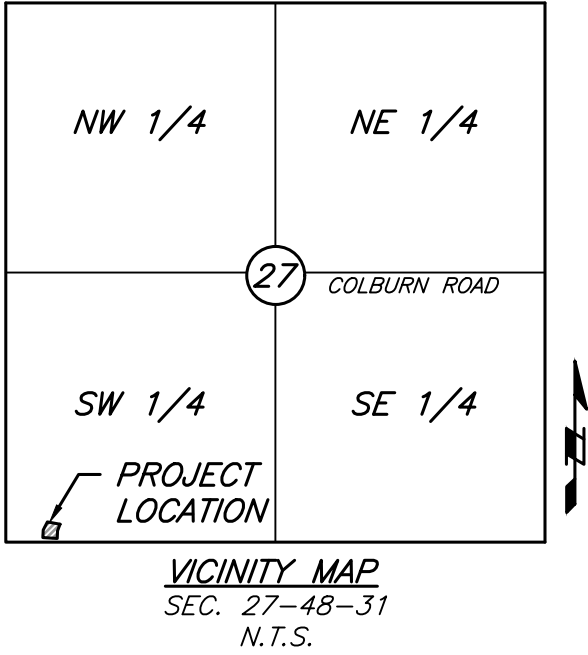 NW 1/4
NE 1/4
27
COLBURN ROAD
SW 1/4
SE 1/4
PROJECT
LOCATION
N
VICINITY MAP
SEC. 27-48-31
N.T.S.